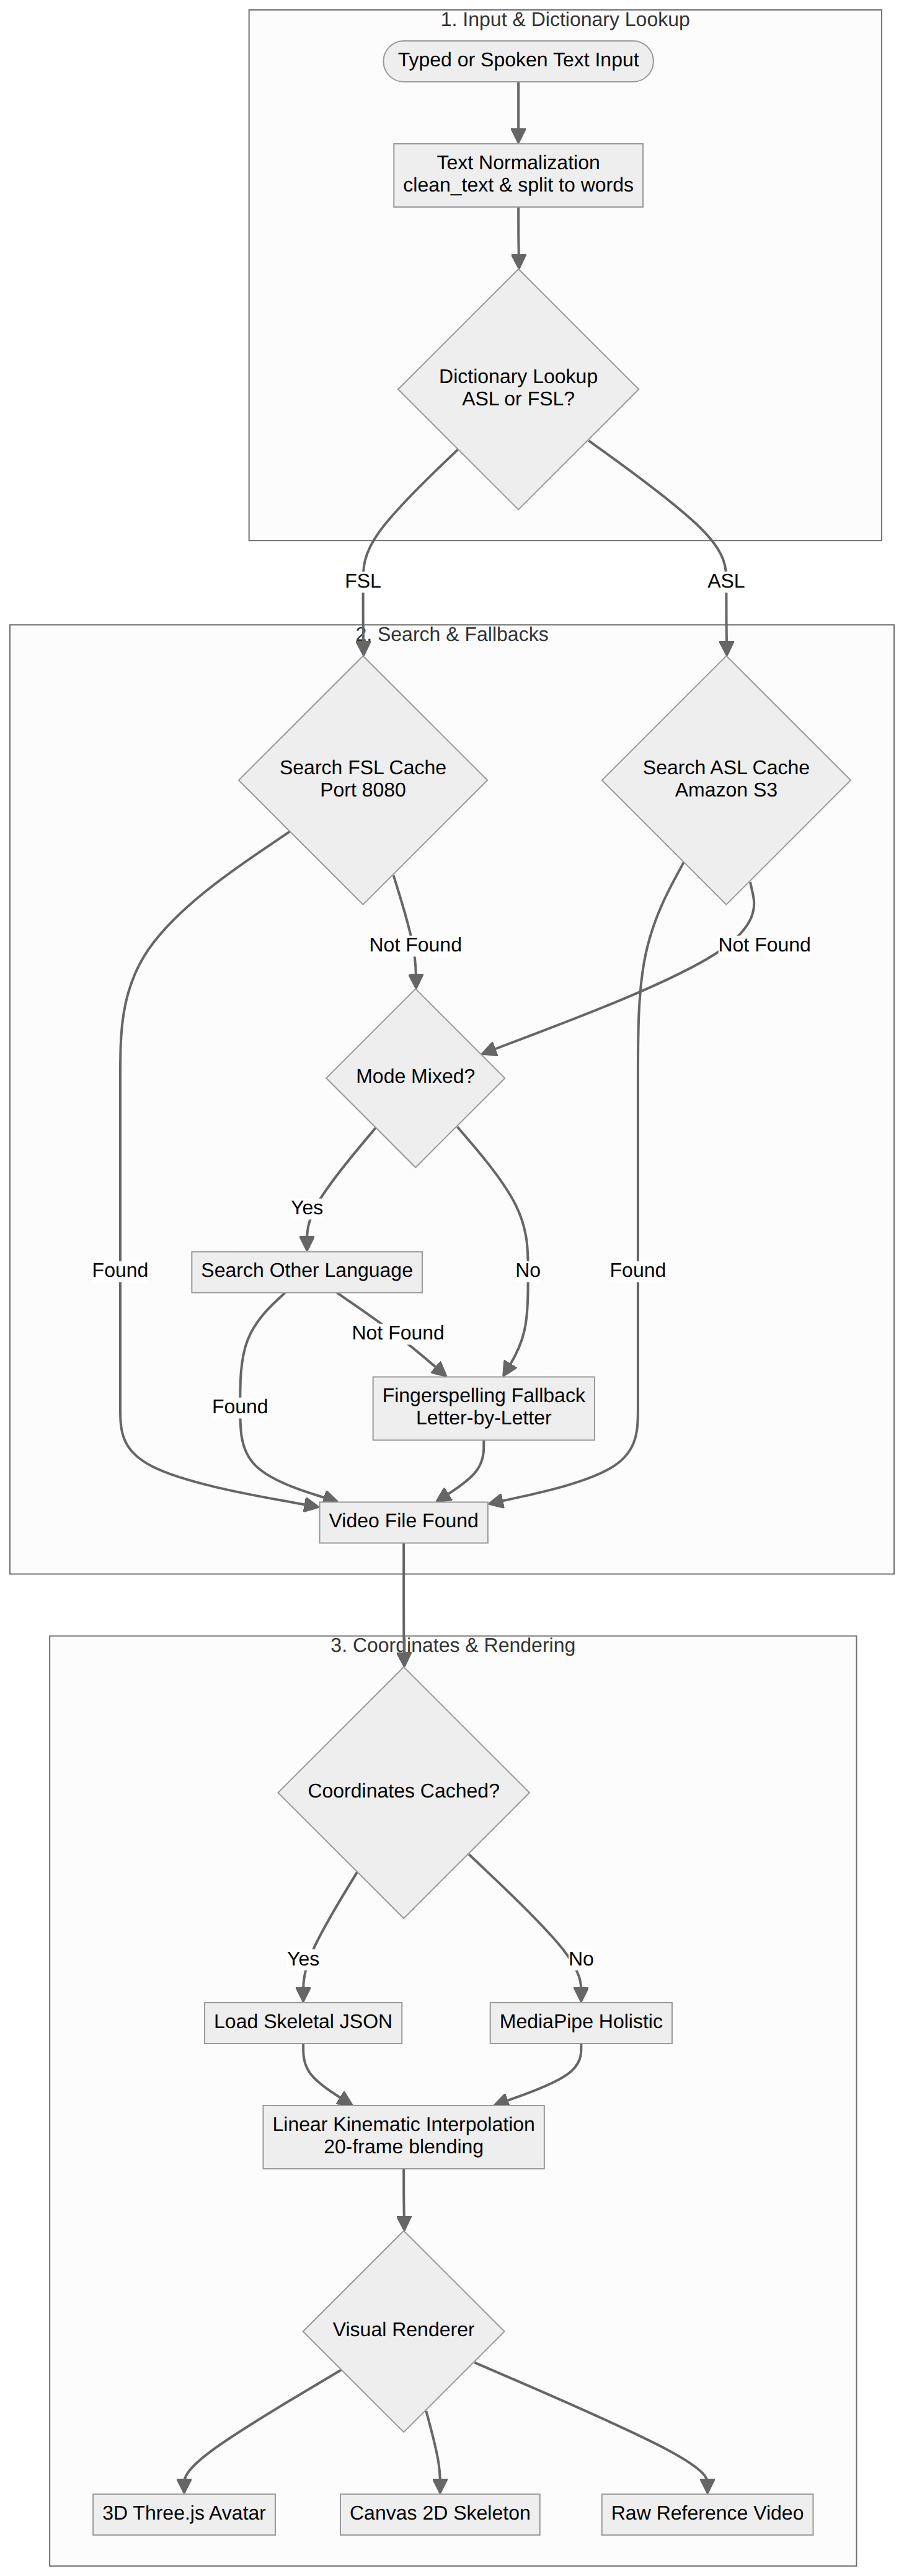 1. Input & Dictionary Lookup
Typed or Spoken Text Input
Text Normalization
clean_text & split to words
Dictionary Lookup
ASL or FSL?
FSL
ASL
2. Search & Fallbacks
Search FSL Cache
Port 8080
Search ASL Cache
Amazon S3
Not Found
Not Found
Mode Mixed?
Yes
Found
Search Other Language
No
Found
Not Found
Found
Fingerspelling Fallback
Letter-by-Letter
Video File Found
3. Coordinates & Rendering
Coordinates Cached?
Yes
No
Load Skeletal JSON
MediaPipe Holistic
Linear Kinematic Interpolation
20-frame blending
Visual Renderer
3D Three.js Avatar
Canvas 2D Skeleton
Raw Reference Video